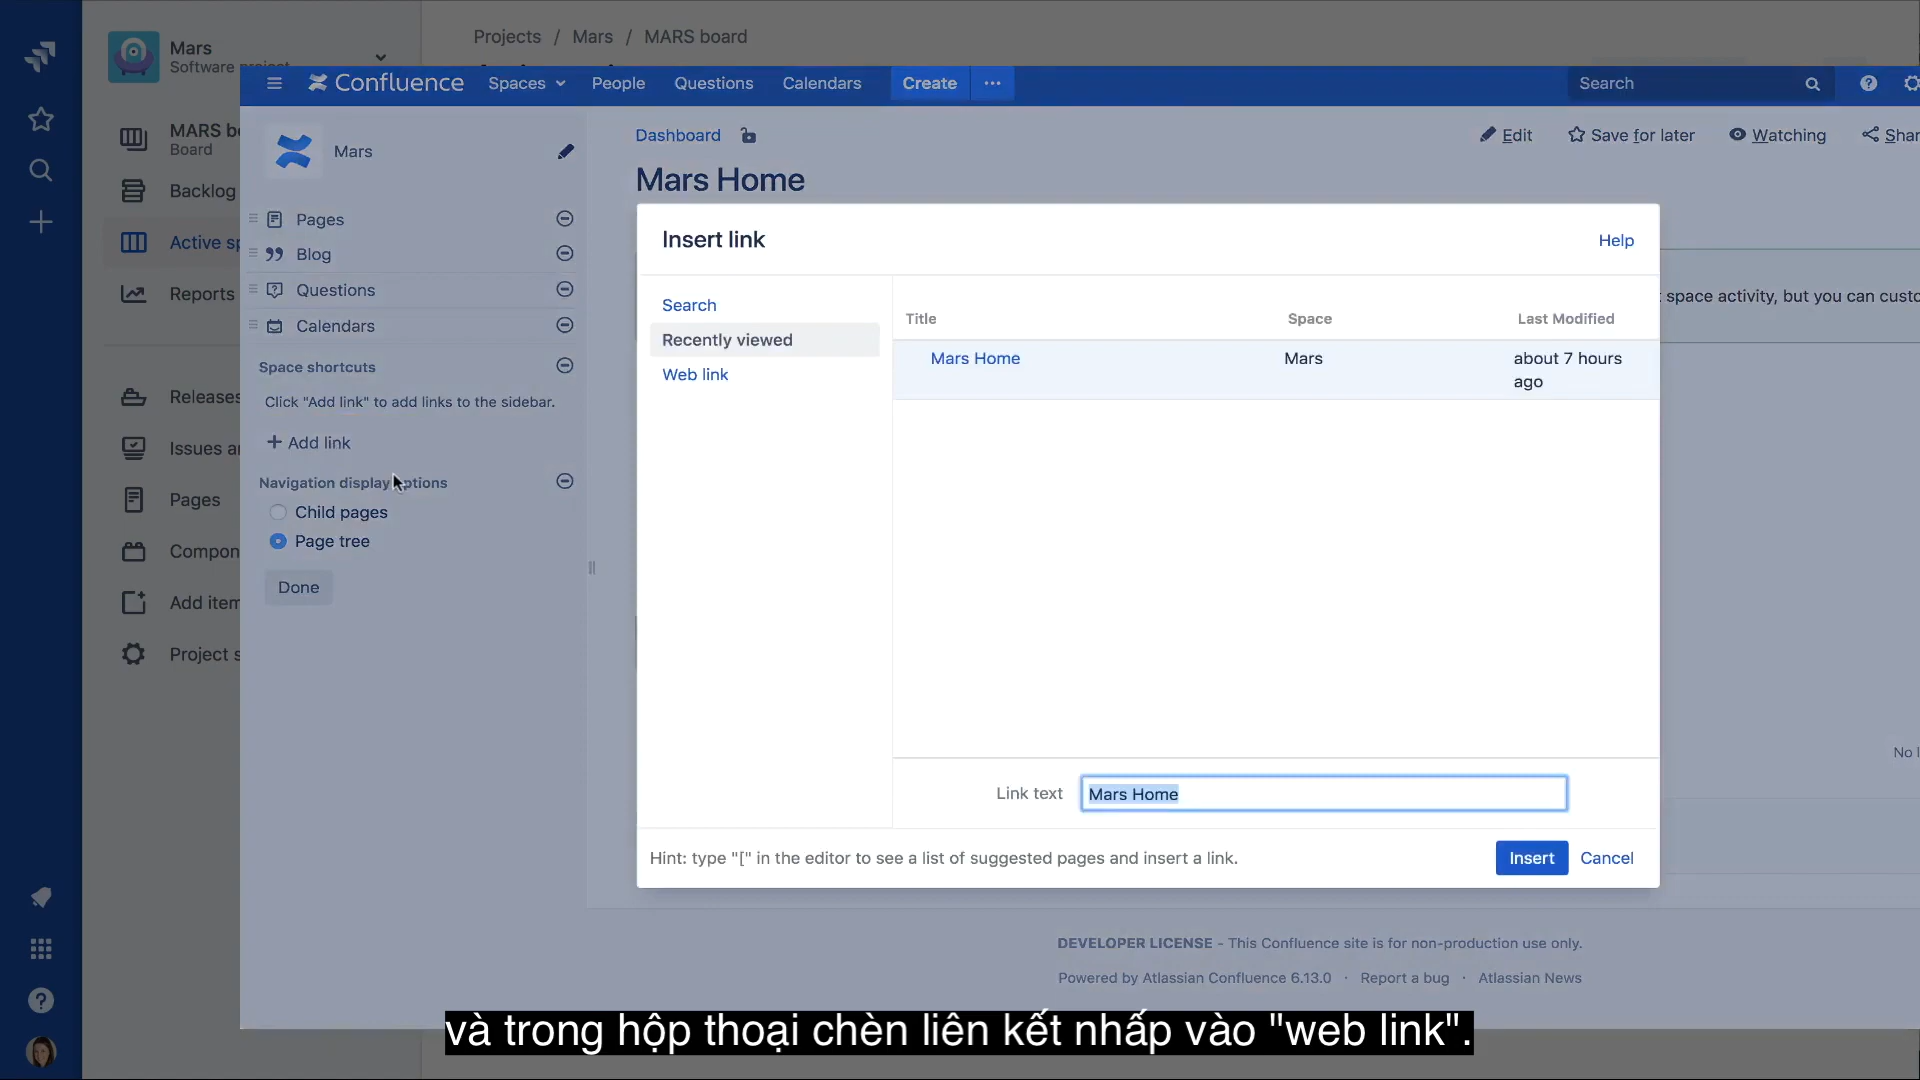 Mars
Software project
Projects / Mars / MARS board
Confluence
Spaces
People
Questions
Calendars
Create
Search
MARS b
Board
Backlog
Active sp
Reports
Releases
Issues a
Pages
Compon
Add item
Project s
Mars
Pages
Blog
Questions
Calendars
Space shortcuts
Click "Add link" to add links to the sidebar.
+ Add link
Navigation display options
Child pages
Page tree
Done
Dashboard
Edit
Save for later
Watching
Shar
Mars Home
space activity, but you can custo
No l
Insert link
Help
Search
Recently viewed
Web link
Title
Space
Last Modified
Mars Home
Mars
about 7 hours
ago
Link text
Mars Home
Hint: type "[" in the editor to see a list of suggested pages and insert a link.
Insert
Cancel
DEVELOPER LICENSE - This Confluence site is for non-production use only.
Powered by Atlassian Confluence 6.13.0 · Report a bug · Atlassian News
và trong hộp thoại chèn liên kết nhấp vào "web link".